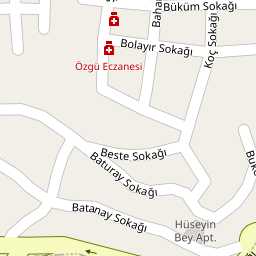 Büküm Sokağı
Bolayır Sokağı
Özgü Eczanesi
Koç Sokağı
Beste Sokağı
Baturay Sokağı
Batanay Sokağı
Hüseyin
Bey Apt.